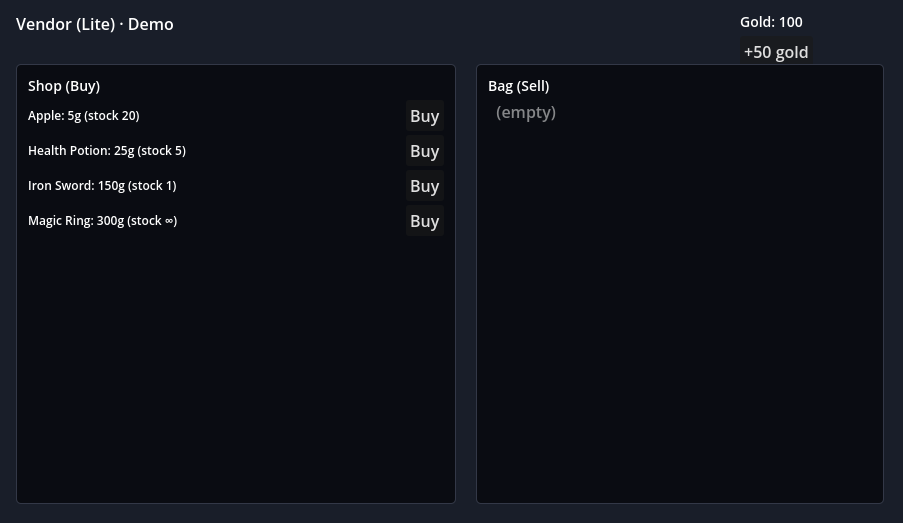 Vendor (Lite) · Demo
Gold: 100
+50 gold
Shop (Buy)
Apple: 5g (stock 20)
Buy
Health Potion: 25g (stock 5)
Buy
Iron Sword: 150g (stock 1)
Buy
Magic Ring: 300g (stock ∞)
Buy
Bag (Sell)
(empty)